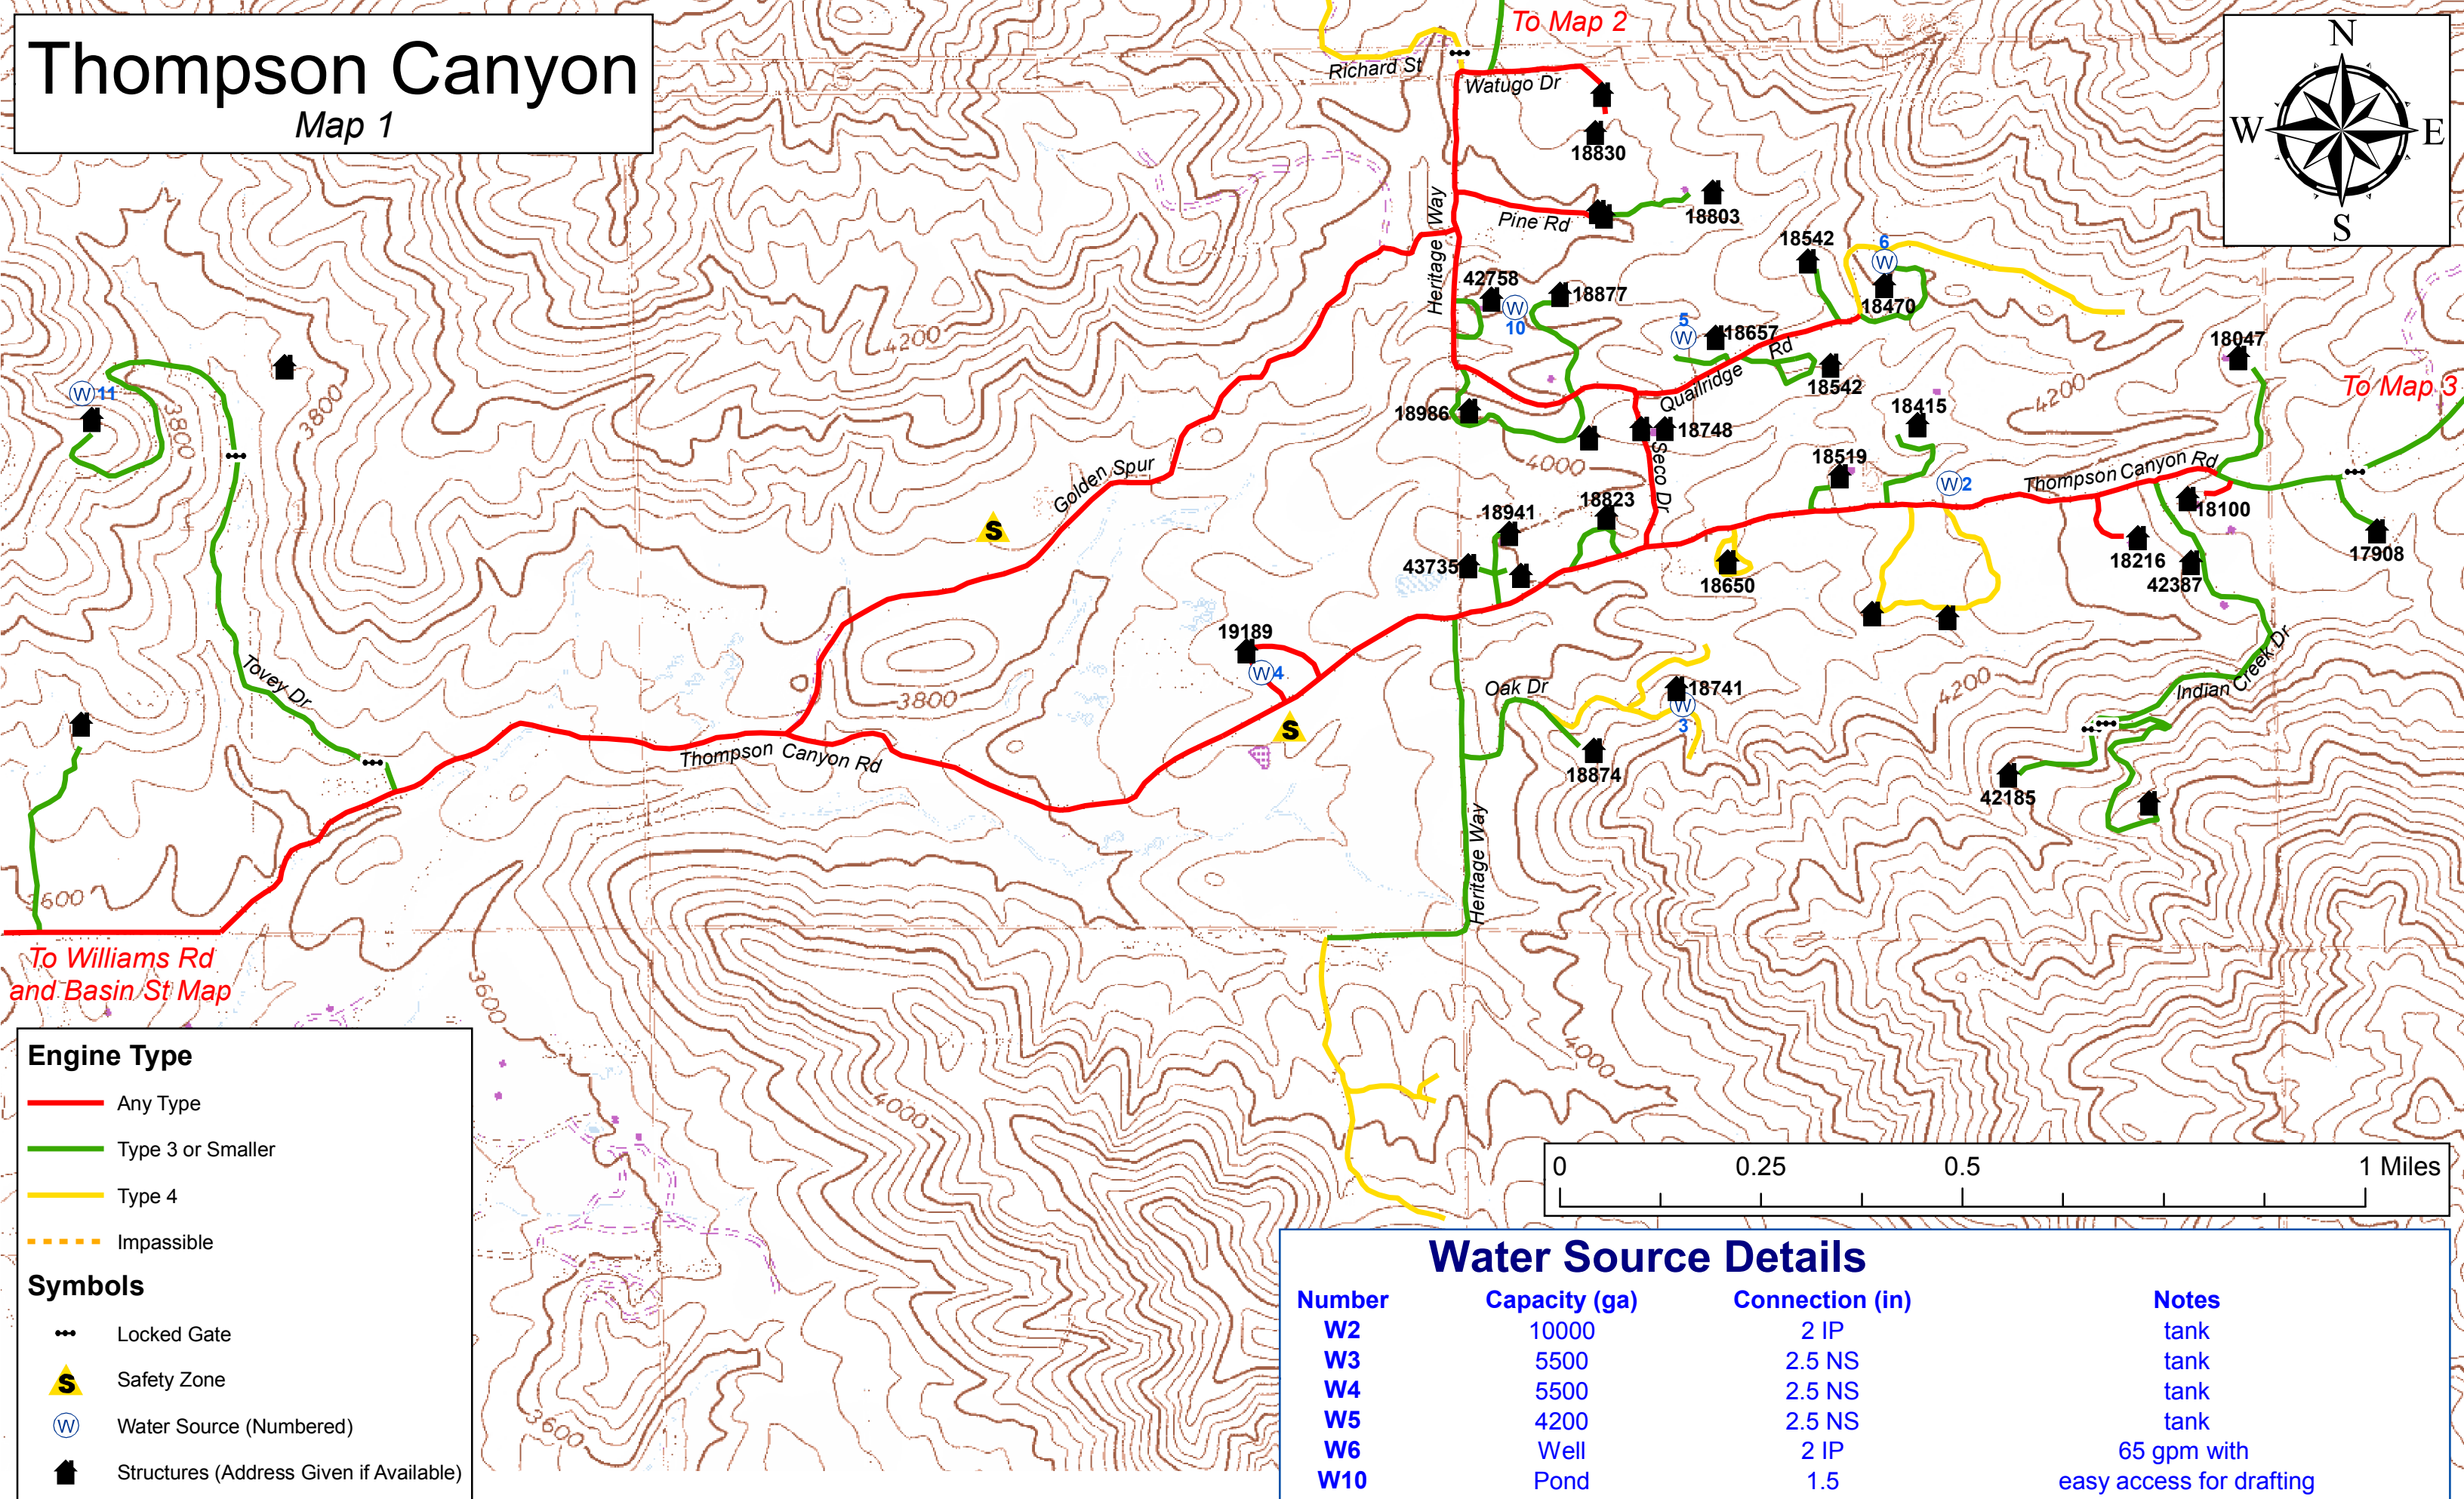 Thompson Canyon
Map 1
To Map 2
N
W
E
S
Richard St
Watugo Dr
18830
Heritage Way
Pine Rd
18803
18542
6
W
18470
42758
W
10
18877
5
W
18657
Quailridge Rd
18542
18047
To Map 3
4200
4200
W 11
3800
3800
18986
18748
18415
Seco Dr
4000
18519
W 2
Thompson Canyon Rd
18100
Golden Spur
S
18941
18823
43735
18650
18216
42387
17908
19189
W 4
3800
S
Tovey Dr
Oak Dr
18741
W
3
18874
4200
Indian Creek Dr
42185
Thompson Canyon Rd
Heritage Way
3600
To Williams Rd
and Basin St Map
3600
4000
4000
3600
Engine Type
Any Type
Type 3 or Smaller
Type 4
Impassible
Symbols
Locked Gate
S Safety Zone
W Water Source (Numbered)
Structures (Address Given if Available)
0 0.25 0.5 1 Miles
Water Source Details
Number Capacity (ga) Connection (in) Notes
W2 10000 2 IP tank
W3 5500 2.5 NS tank
W4 5500 2.5 NS tank
W5 4200 2.5 NS tank
W6 Well 2 IP 65 gpm with
W10 Pond 1.5 easy access for drafting